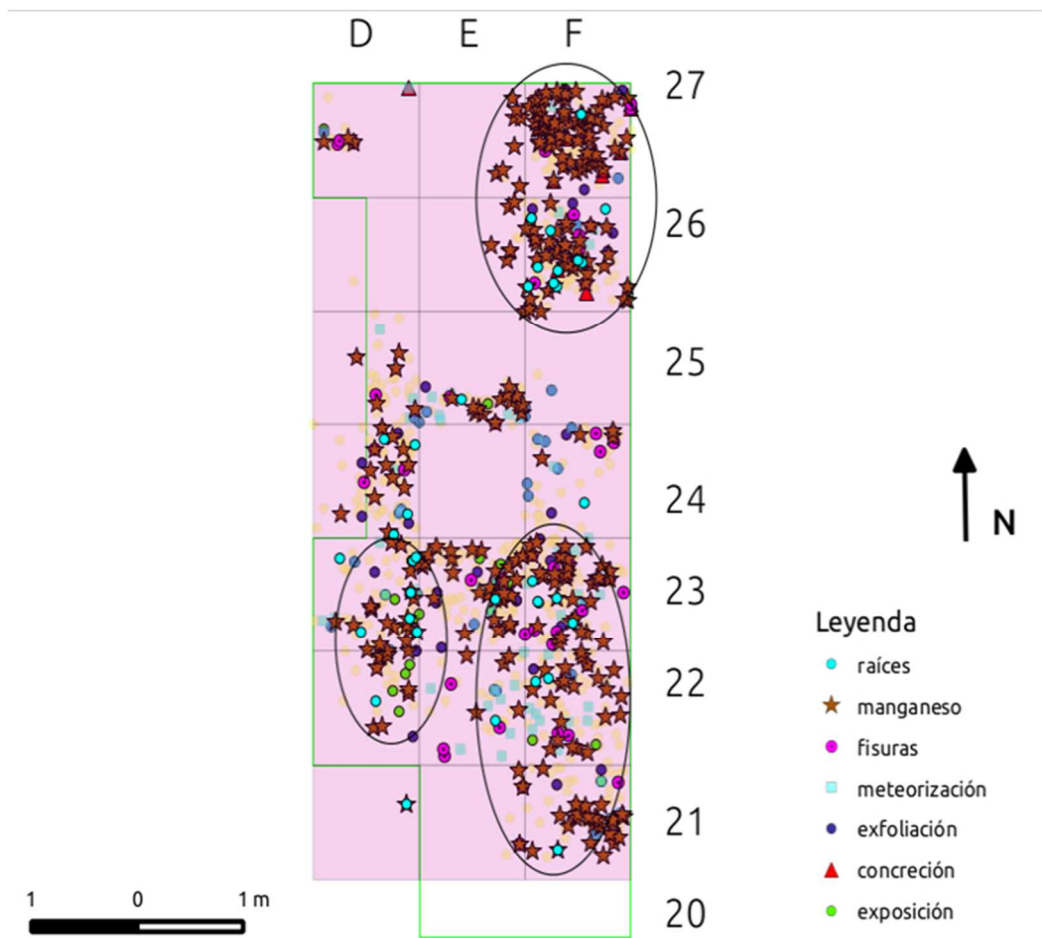 D E F
27
26
25
24
N
23
22
21
20
Leyenda
raíces
manganeso
fisuras
meteorización
exfoliación
concreción
exposición
1 0 1 m